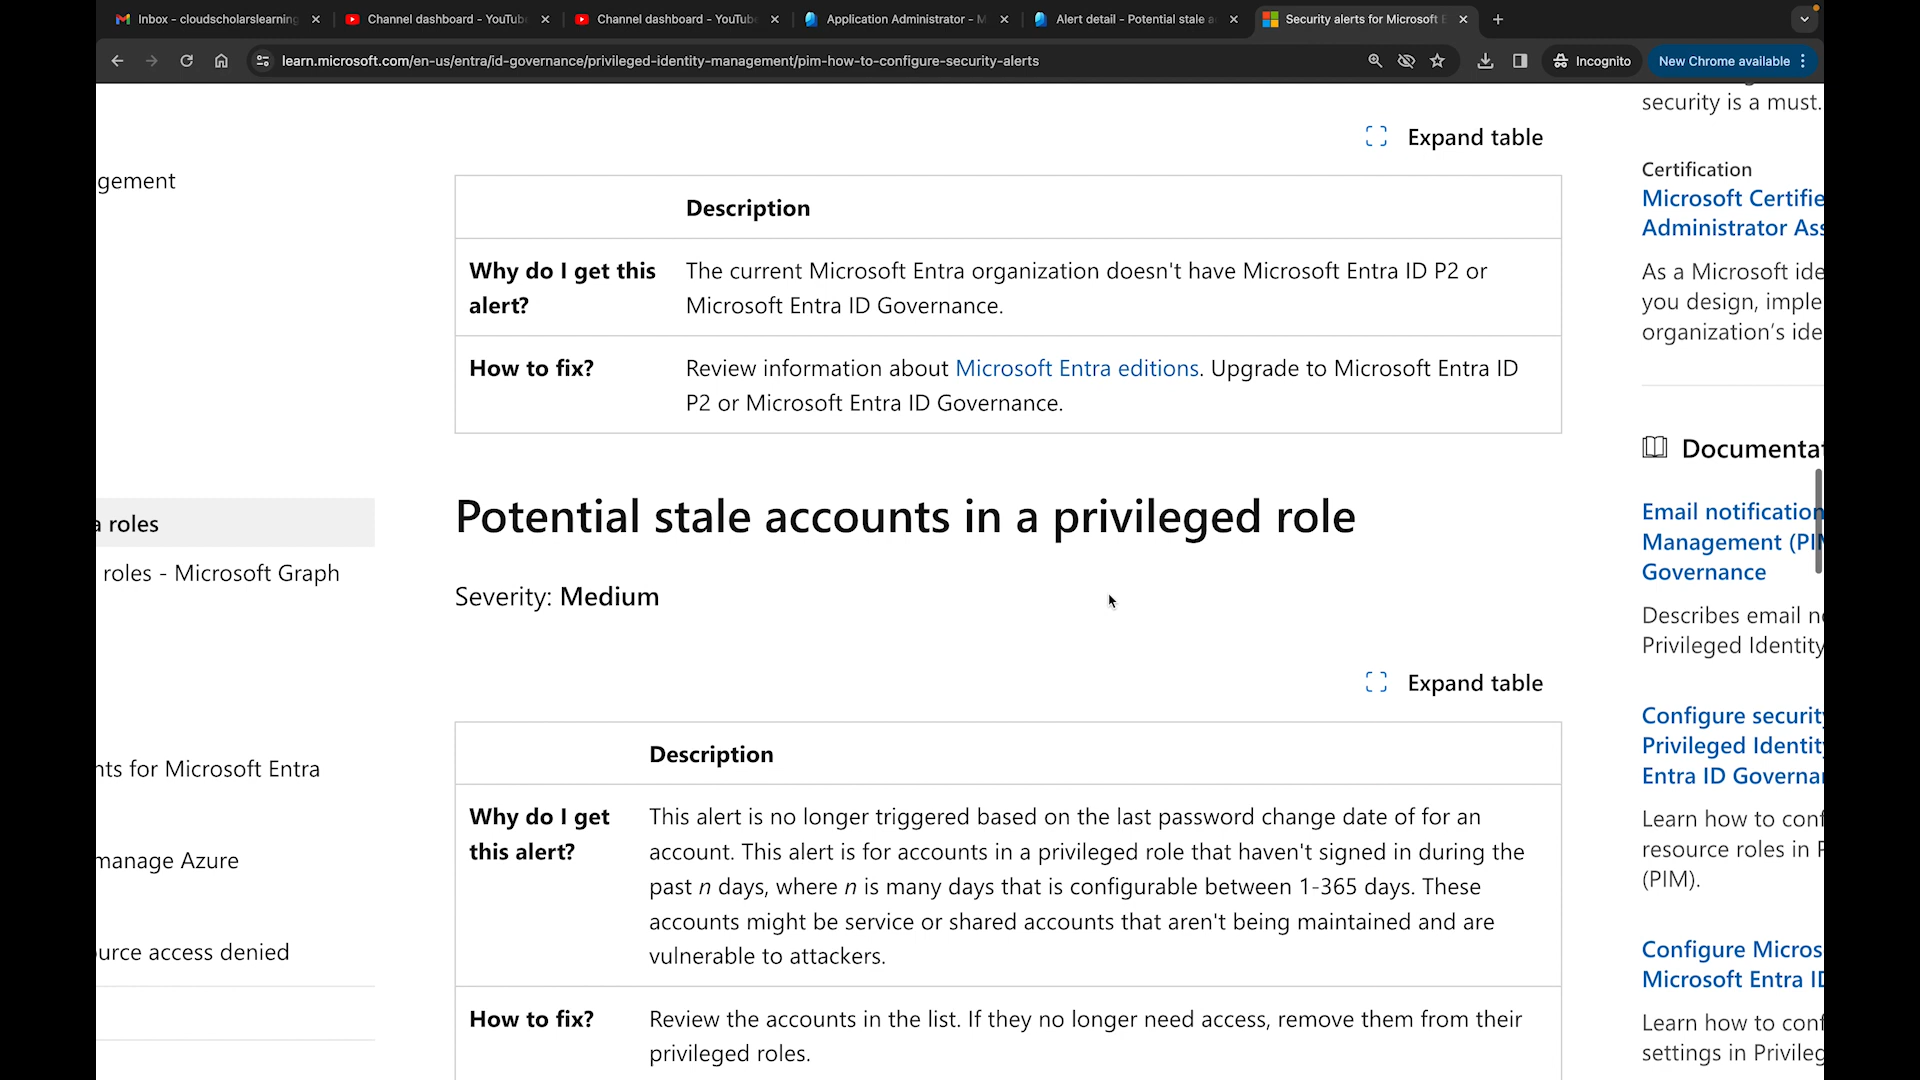 Inbox - cloudscholarslearning
Channel dashboard - YouTub
Channel dashboard - YouTube
Application Administrator - M
Alert detail - Potential stale a
Security alerts for Microsoft E
learn.microsoft.com/en-us/entra/id-governance/privileged-identity-management/pim-how-to-configure-security-alerts
Incognito
New Chrome available
security is a must.
Expand table
gement
Certification
Microsoft Certifie
Administrator Ass
As a Microsoft ide
you design, imple
organization's ide
Description
Why do I get this
alert?
The current Microsoft Entra organization doesn't have Microsoft Entra ID P2 or
Microsoft Entra ID Governance.
How to fix?
Review information about Microsoft Entra editions. Upgrade to Microsoft Entra ID
P2 or Microsoft Entra ID Governance.
Documentat
Potential stale accounts in a privileged role
a roles
roles - Microsoft Graph
Severity: Medium
Email notification
Management (PIM
Governance
Describes email no
Privileged Identity
Expand table
Configure security
Privileged Identit
Entra ID Governan
Description
nts for Microsoft Entra
manage Azure
urce access denied
Why do I get
this alert?
This alert is no longer triggered based on the last password change date of for an
account. This alert is for accounts in a privileged role that haven't signed in during the
past n days, where n is many days that is configurable between 1-365 days. These
accounts might be service or shared accounts that aren't being maintained and are
vulnerable to attackers.
Learn how to conf
resource roles in P
(PIM).
How to fix?
Review the accounts in the list. If they no longer need access, remove them from their
privileged roles.
Configure Micros
Microsoft Entra ID
Learn how to conf
settings in Privileg